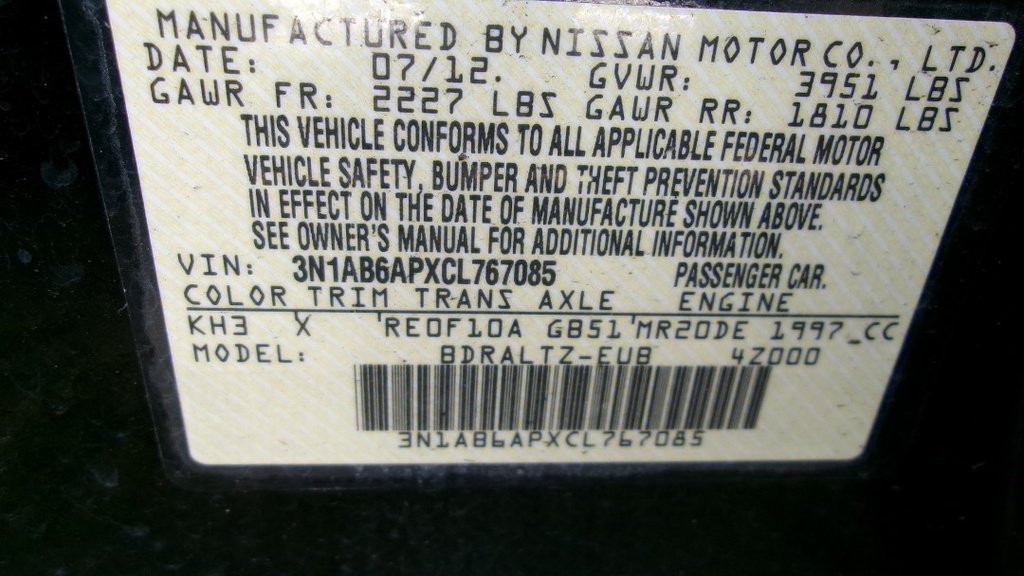 MANUFACTURED BY NISSAN MOTOR CO., LTD.
DATE: 07/12. GVWR: 3951 LBS
GAWR FR: 2227 LBS GAWR RR: 1810 LBS
THIS VEHICLE CONFORMS TO ALL APPLICABLE FEDERAL MOTOR
VEHICLE SAFETY, BUMPER AND THEFT PREVENTION STANDARDS
IN EFFECT ON THE DATE OF MANUFACTURE SHOWN ABOVE.
SEE OWNER'S MANUAL FOR ADDITIONAL INFORMATION.
VIN: 3N1AB6APXCL767085 PASSENGER CAR.
COLOR TRIM TRANS AXLE ENGINE
KH3 X RE0F10A GB51 MR20DE 1997 CC
MODEL: BDRALTZ-EUB 4Z000
3N1AB6APXCL767085